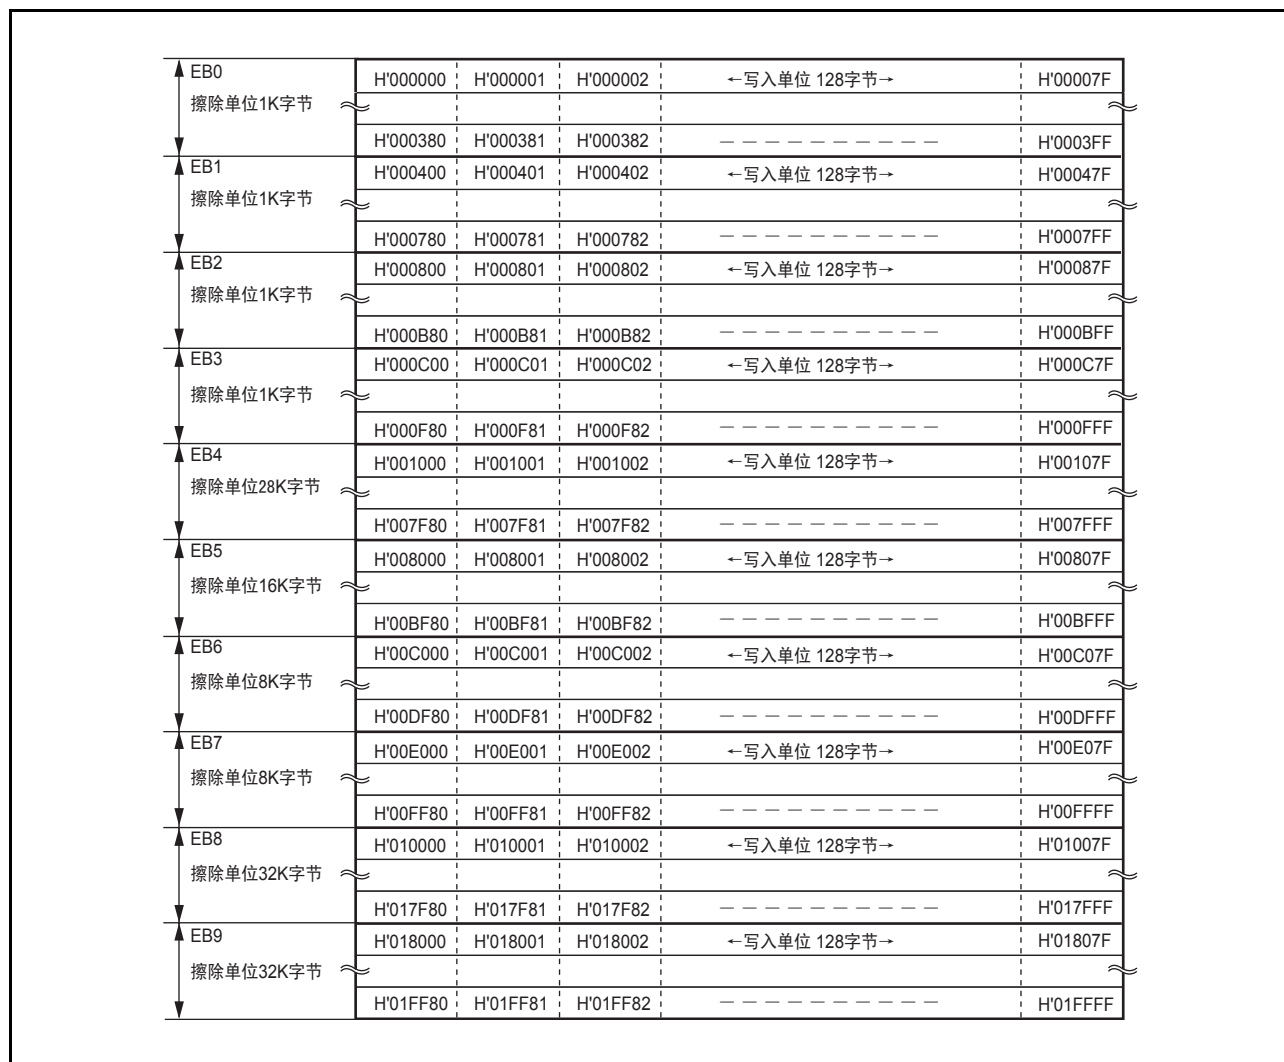 EB0
H'000000 H'000001 H'000002 ←写入单位 128字节→ H'00007F
擦除单位1K字节
H'000380 H'000381 H'000382 — — — — — — — — — — H'0003FF
EB1
H'000400 H'000401 H'000402 ←写入单位 128字节→ H'00047F
擦除单位1K字节
H'000780 H'000781 H'000782 — — — — — — — — — — H'0007FF
EB2
H'000800 H'000801 H'000802 ←写入单位 128字节→ H'00087F
擦除单位1K字节
H'000B80 H'000B81 H'000B82 — — — — — — — — — — H'000BFF
EB3
H'000C00 H'000C01 H'000C02 ←写入单位 128字节→ H'000C7F
擦除单位1K字节
H'000F80 H'000F81 H'000F82 — — — — — — — — — — H'000FFF
EB4
H'001000 H'001001 H'001002 ←写入单位 128字节→ H'00107F
擦除单位28K字节
H'007F80 H'007F81 H'007F82 — — — — — — — — — — H'007FFF
EB5
H'008000 H'008001 H'008002 ←写入单位 128字节→ H'00807F
擦除单位16K字节
H'00BF80 H'00BF81 H'00BF82 — — — — — — — — — — H'00BFFF
EB6
H'00C000 H'00C001 H'00C002 ←写入单位 128字节→ H'00C07F
擦除单位8K字节
H'00DF80 H'00DF81 H'00DF82 — — — — — — — — — — H'00DFFF
EB7
H'00E000 H'00E001 H'00E002 ←写入单位 128字节→ H'00E07F
擦除单位8K字节
H'00FF80 H'00FF81 H'00FF82 — — — — — — — — — — H'00FFFF
EB8
H'010000 H'010001 H'010002 ←写入单位 128字节→ H'01007F
擦除单位32K字节
H'017F80 H'017F81 H'017F82 — — — — — — — — — — H'017FFF
EB9
H'018000 H'018001 H'018002 ←写入单位 128字节→ H'01807F
擦除单位32K字节
H'01FF80 H'01FF81 H'01FF82 — — — — — — — — — — H'01FFFF